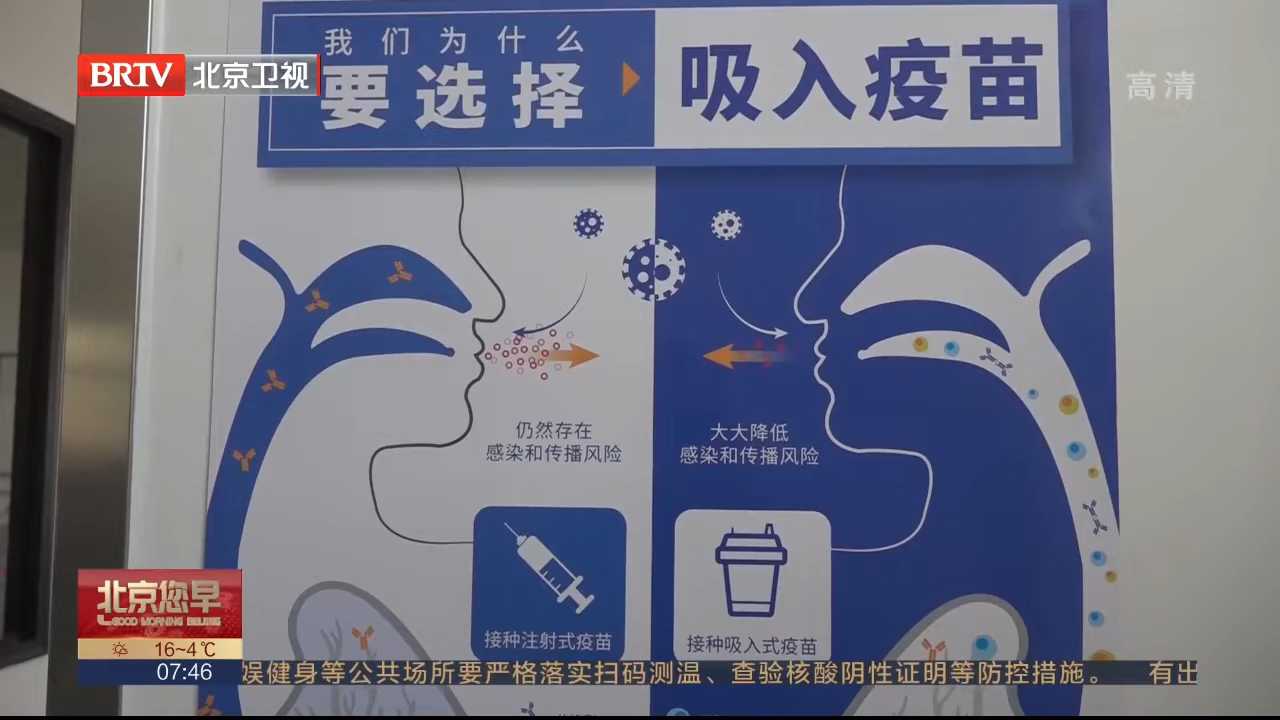 我们为什么
要选择
吸入疫苗
BRTV 北京卫视
高清
仍然存在
感染和传播风险
大大降低
感染和传播风险
接种注射式疫苗
接种吸入式疫苗
北京您早
GOOD MORNING BEIJING
16~4℃
07:46
娱健身等公共场所要严格落实扫码测温、查验核酸阴性证明等防控措施。 有出